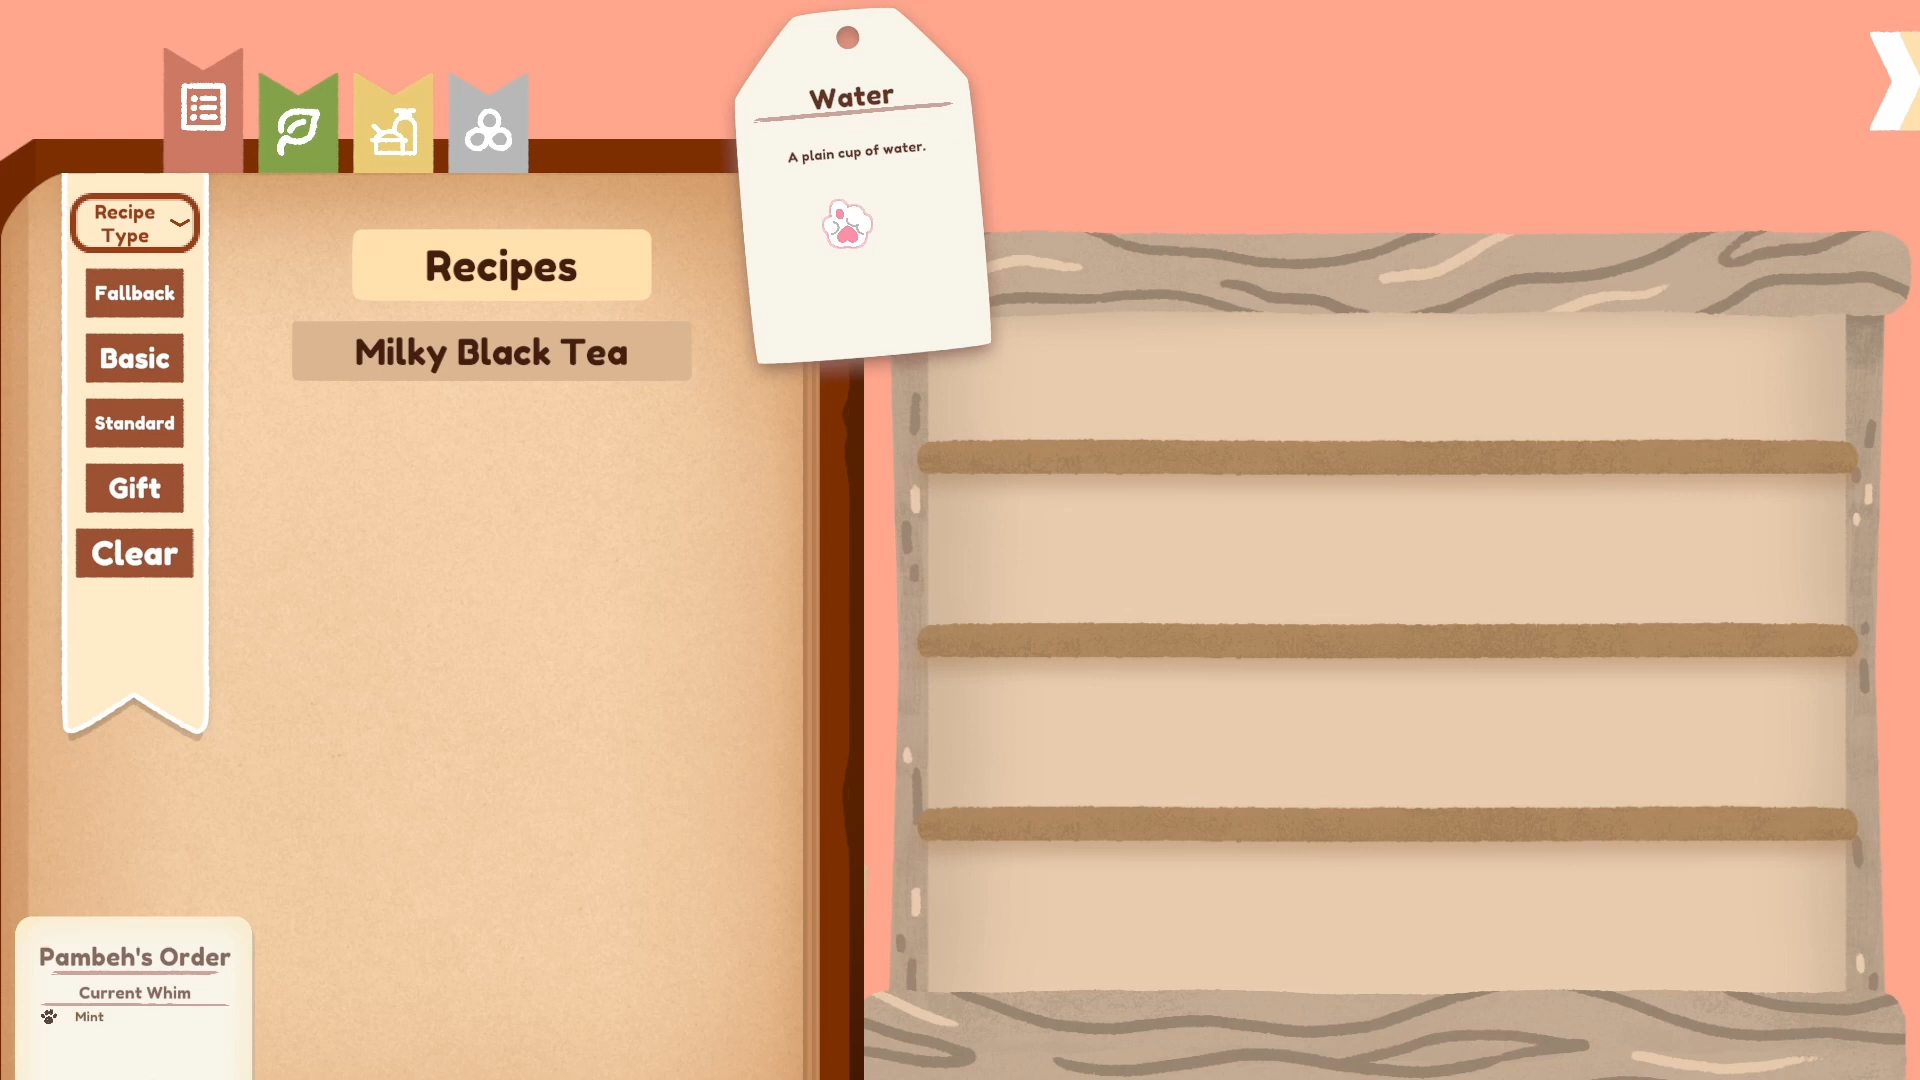 Water
A plain cup of water.
Recipe
Type
Fallback
Basic
Standard
Gift
Clear
Recipes
Milky Black Tea
Pambeh's Order
Current Whim
Mint